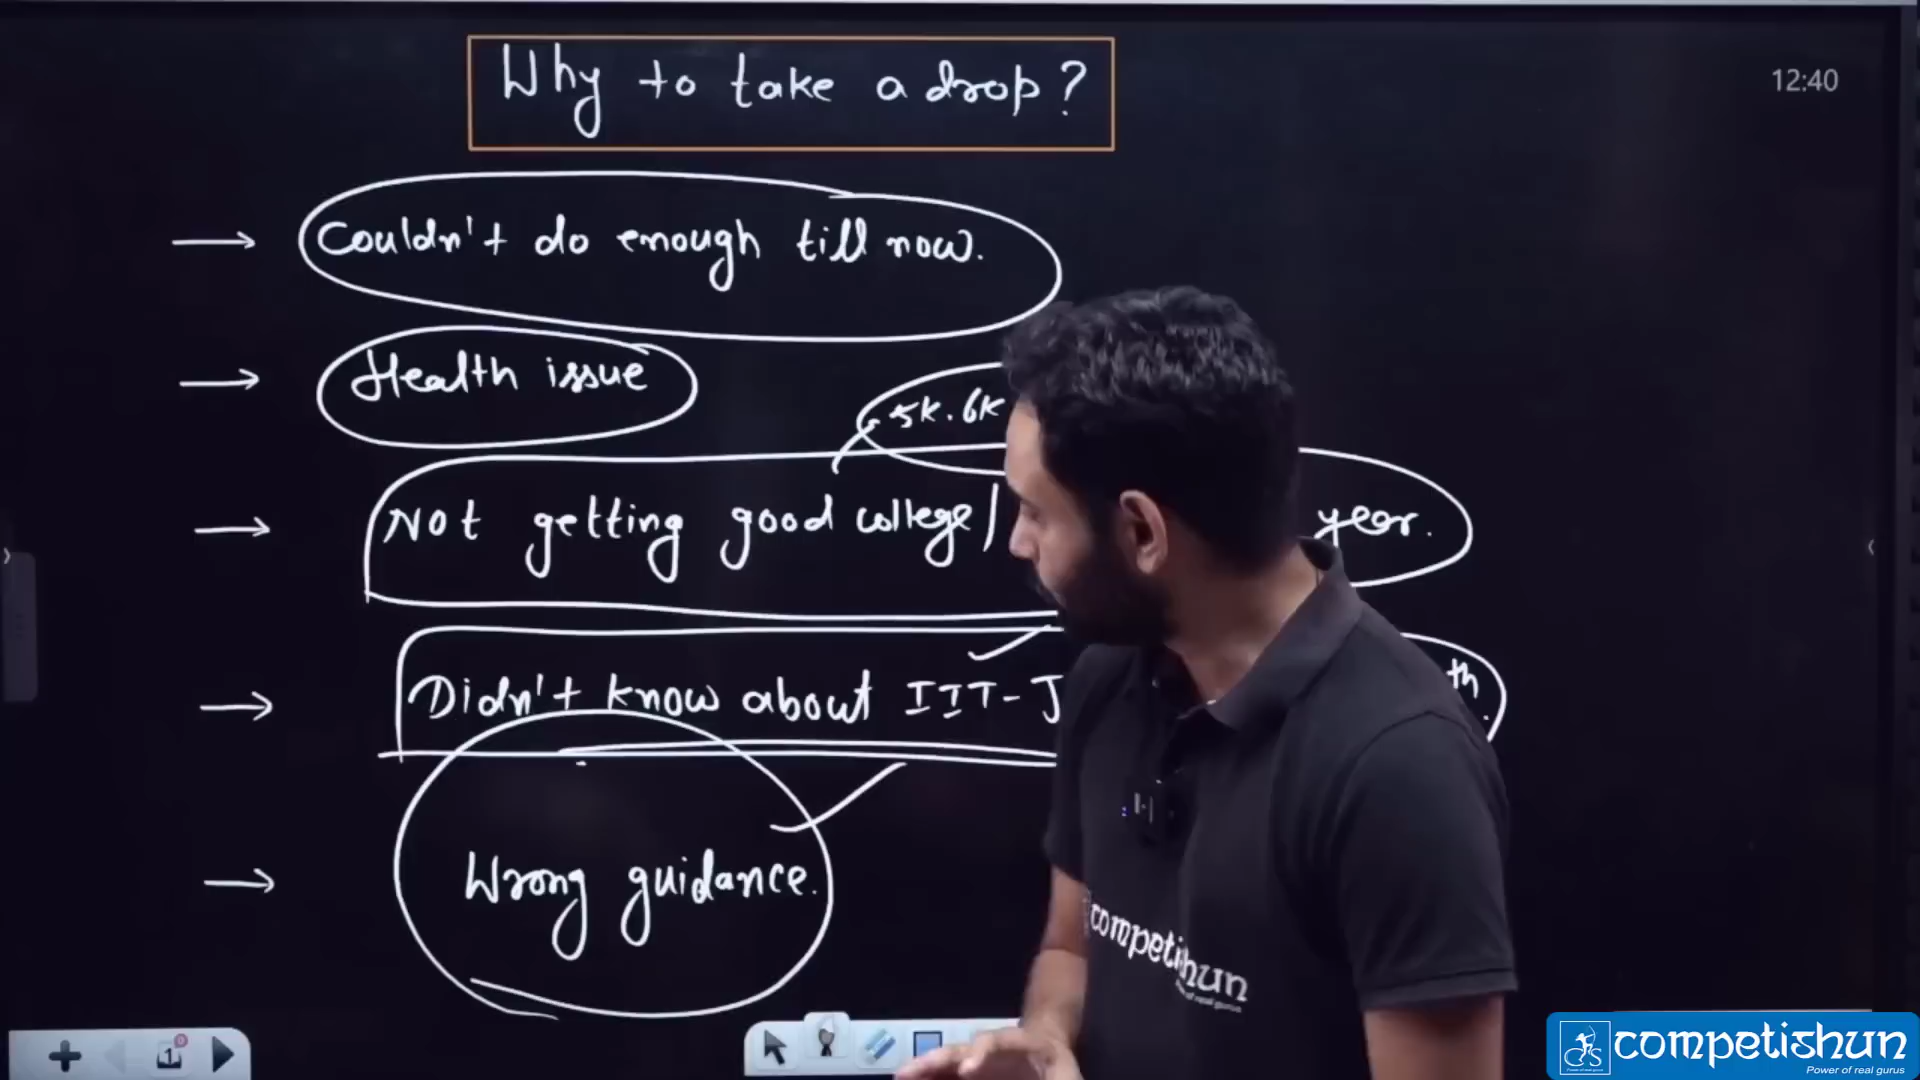 Why to take a drop?
12:40
→ Couldn't do enough till now.
→ Health issue
5K. 6K
→ Not getting good college/ year.
→ Didn't know about IIT-J th.
→ Wrong guidance.
competishun
1
competishun
Power of real gurus